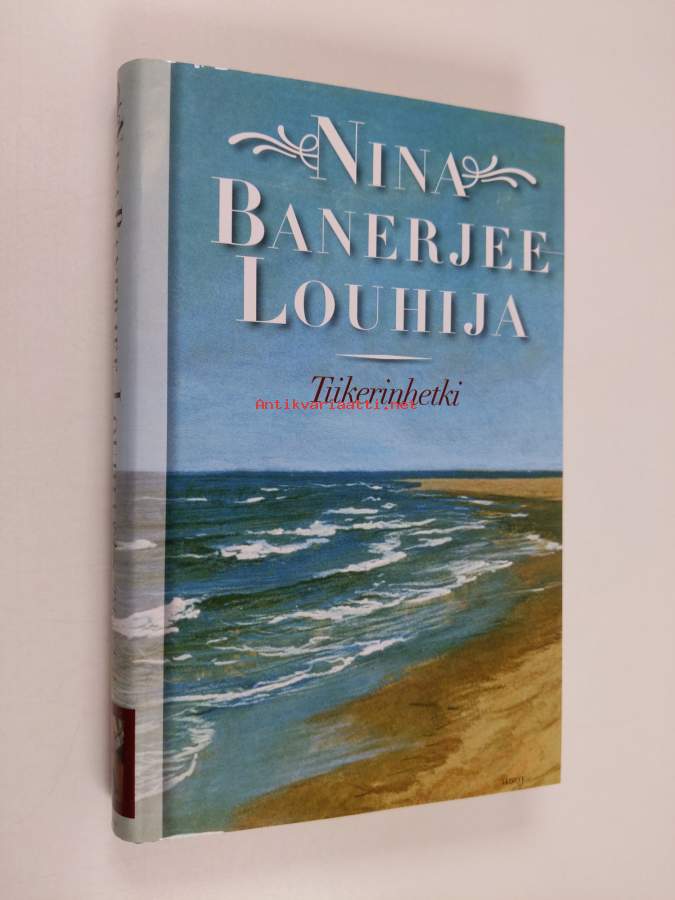 NINA
BANERJEE
LOUHIJA
Tiikerinhetki
Antikvariaatti.net